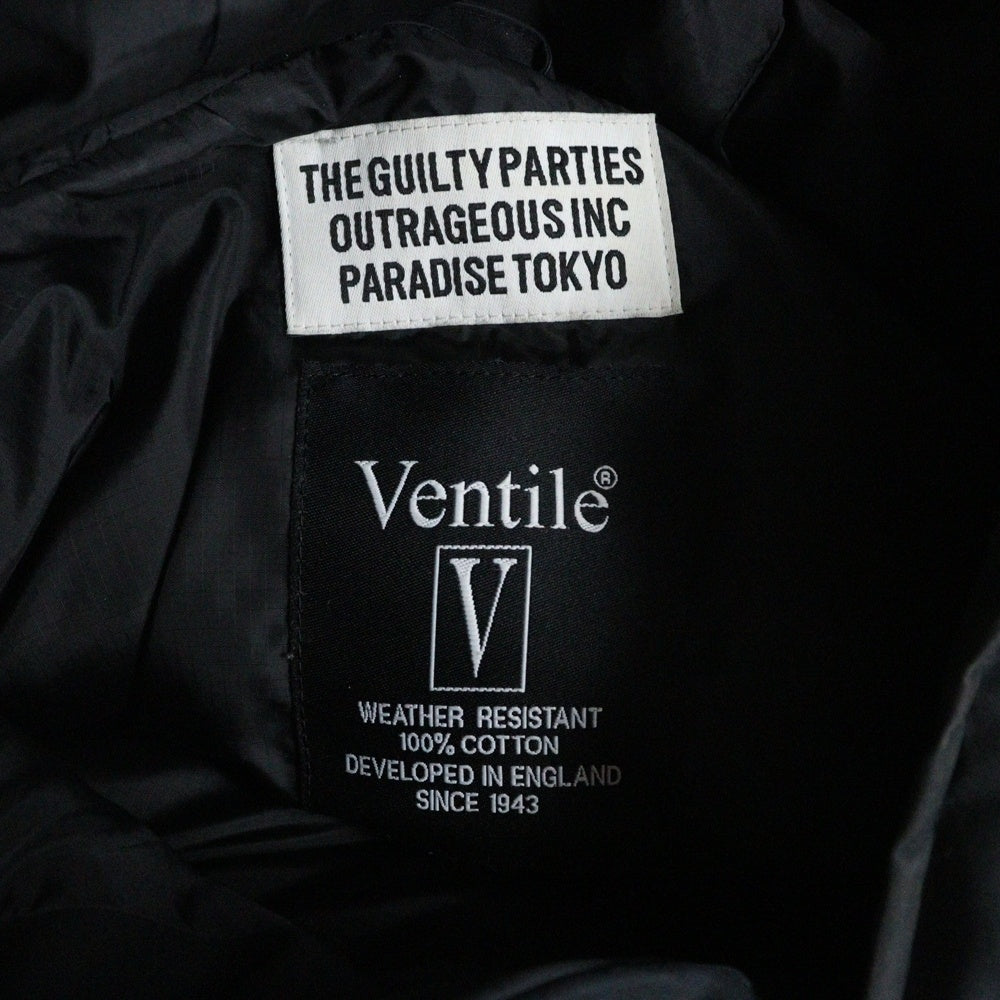 THE GUILTY PARTIES
OUTRAGEOUS INC
PARADISE TOKYO
Ventile®
V
WEATHER RESISTANT
100% COTTON
DEVELOPED IN ENGLAND
SINCE 1943